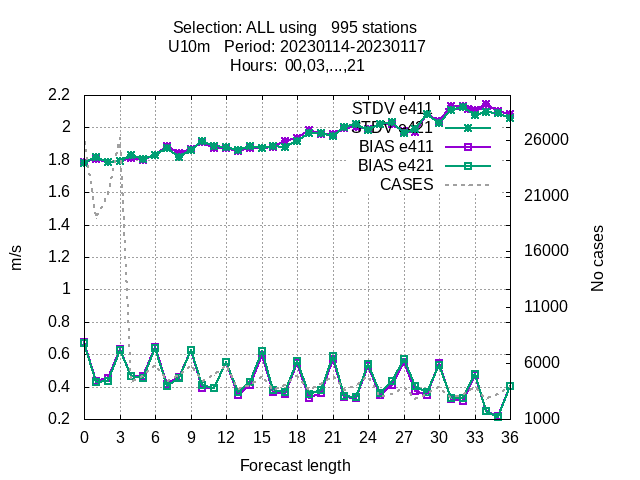 Selection: ALL using   995 stations
U10m   Period: 20230114-20230117
Hours:  00,03,...,21
STDV e411
STDV e421
BIAS e411
BIAS e421
CASES
2.2
2
1.8
1.6
1.4
1.2
1
0.8
0.6
0.4
0.2
m/s
26000
21000
16000
11000
6000
1000
No cases
0 3 6 9 12 15 18 21 24 27 30 33 36
Forecast length